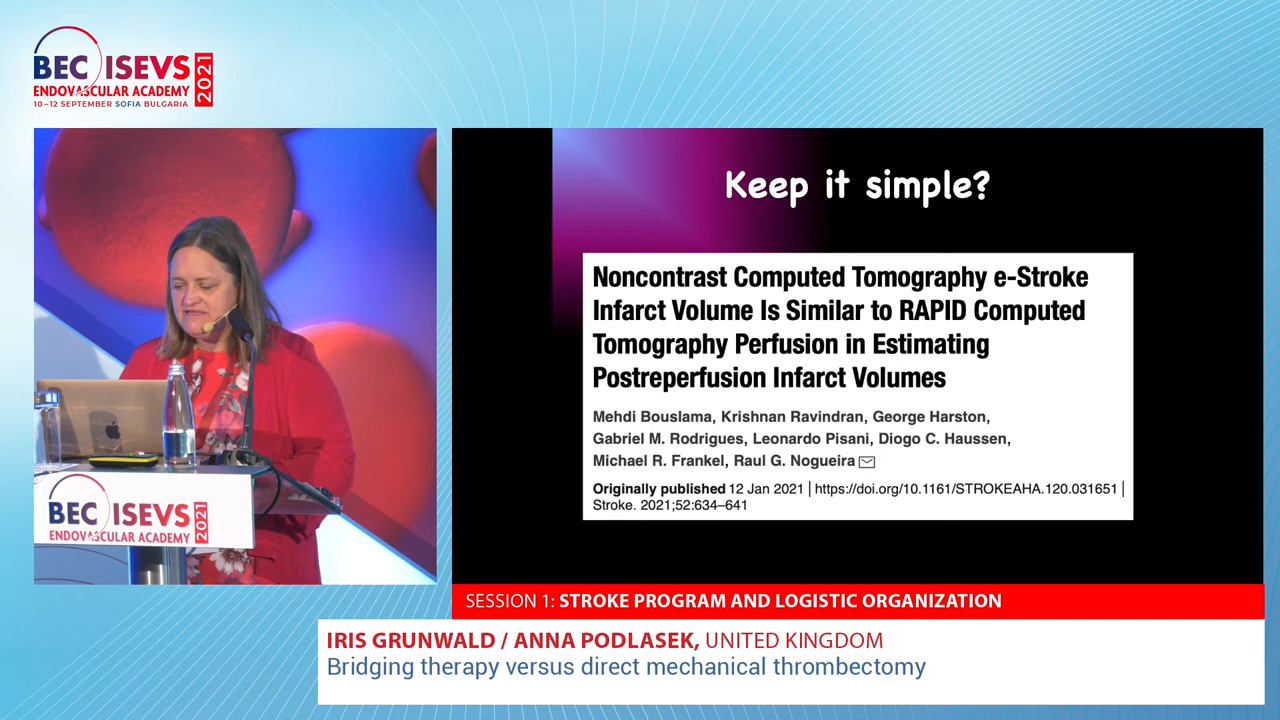 BEC ISEVS
ENDOVASCULAR ACADEMY
2021
10–12 SEPTEMBER SOFIA BULGARIA
Keep it simple?
Noncontrast Computed Tomography e-Stroke
Infarct Volume Is Similar to RAPID Computed
Tomography Perfusion in Estimating
Postreperfusion Infarct Volumes
Mehdi Bouslama, Krishnan Ravindran, George Harston,
Gabriel M. Rodrigues, Leonardo Pisani, Diogo C. Haussen,
Michael R. Frankel, Raul G. Nogueira
Originally published 12 Jan 2021 | https://doi.org/10.1161/STROKEAHA.120.031651 |
Stroke. 2021;52:634–641
BEC ISEVS
ENDOVASCULAR ACADEMY
2021
SESSION 1: STROKE PROGRAM AND LOGISTIC ORGANIZATION
IRIS GRUNWALD / ANNA PODLASEK, UNITED KINGDOM
Bridging therapy versus direct mechanical thrombectomy